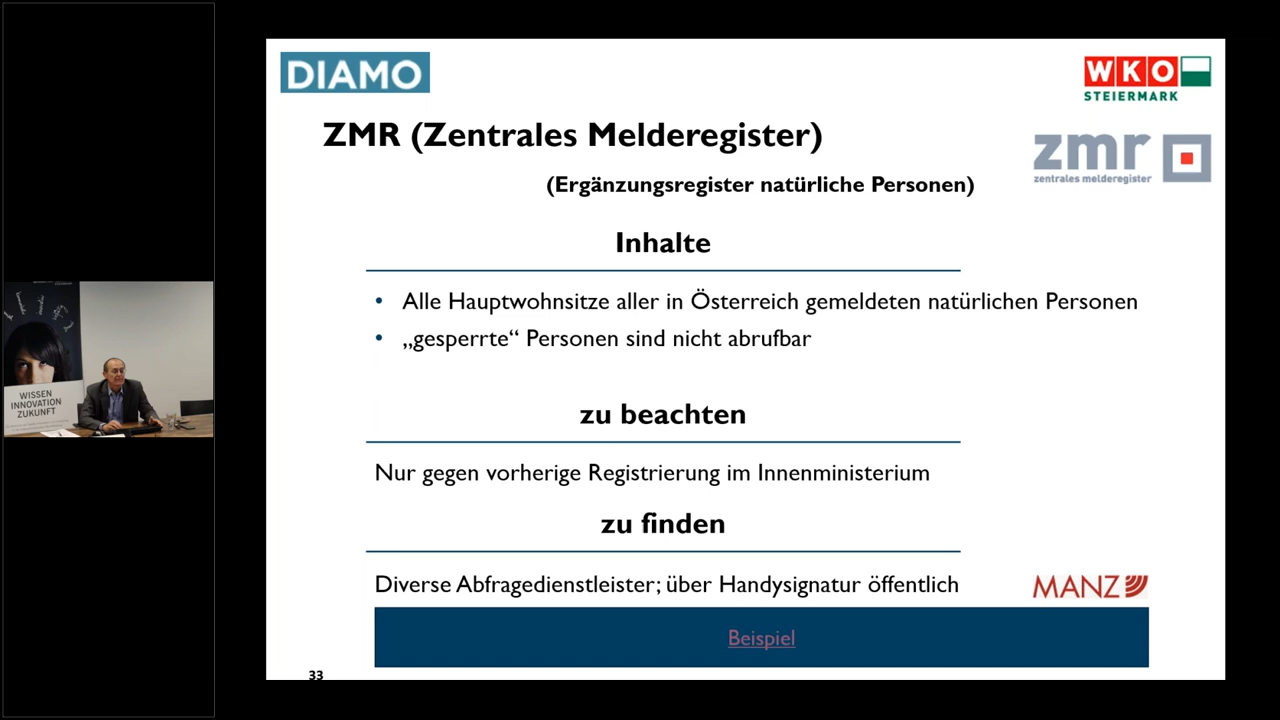 DIAMO
WKO
STEIERMARK
ZMR (Zentrales Melderegister)
zmr
zentrales melderegister
(Ergänzungsregister natürliche Personen)
Inhalte
• Alle Hauptwohnsitze aller in Österreich gemeldeten natürlichen Personen
• „gesperrte“ Personen sind nicht abrufbar
zu beachten
Nur gegen vorherige Registrierung im Innenministerium
zu finden
Diverse Abfragedienstleister; über Handysignatur öffentlich
MANZ
Beispiel
33
WISSEN
INNOVATION
ZUKUNFT